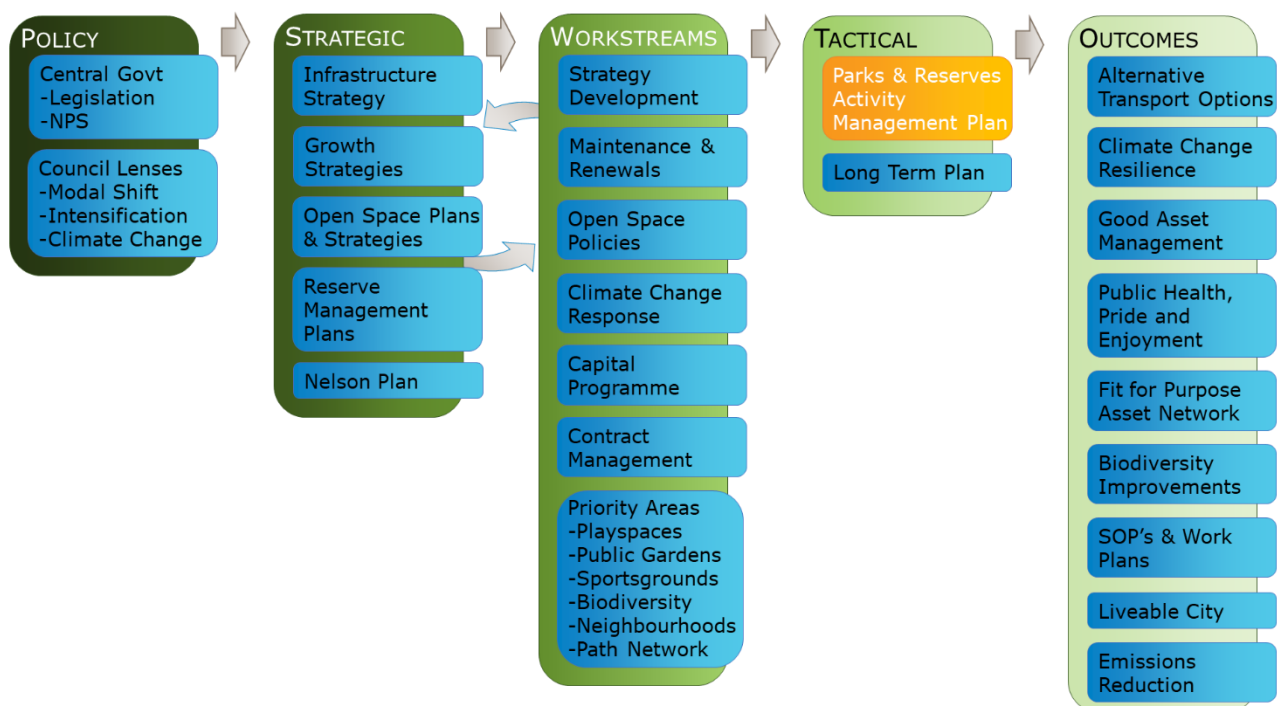 POLICY
Central Govt
-Legislation
-NPS
Council Lenses
-Modal Shift
-Intensification
-Climate Change
STRATEGIC
Infrastructure
Strategy
Growth
Strategies
Open Space Plans
& Strategies
Reserve
Management
Plans
Nelson Plan
WORKSTREAMS
Strategy
Development
Maintenance &
Renewals
Open Space
Policies
Climate Change
Response
Capital
Programme
Contract
Management
Priority Areas
-Playspaces
-Public Gardens
-Sportsgrounds
-Biodiversity
-Neighbourhoods
-Path Network
TACTICAL
Parks & Reserves
Activity
Management Plan
Long Term Plan
OUTCOMES
Alternative
Transport Options
Climate Change
Resilience
Good Asset
Management
Public Health,
Pride and
Enjoyment
Fit for Purpose
Asset Network
Biodiversity
Improvements
SOP's & Work
Plans
Liveable City
Emissions
Reduction